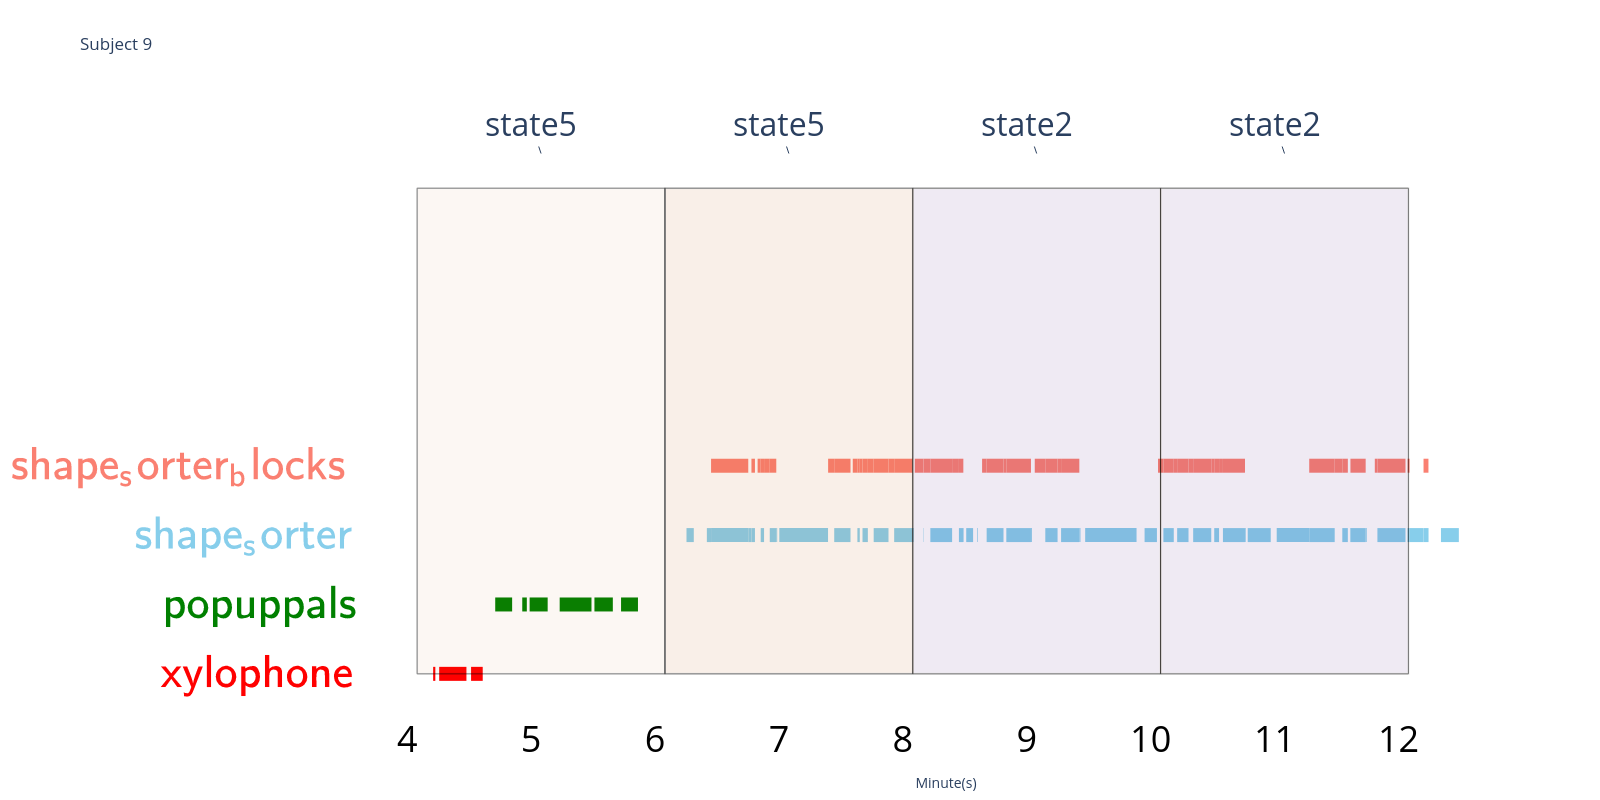 Subject 9
state5 state5 state2 state2
shapesorterblocks
shapesorter
popuppals
xylophone
4 5 6 7 8 9 10 11 12
Minute(s)